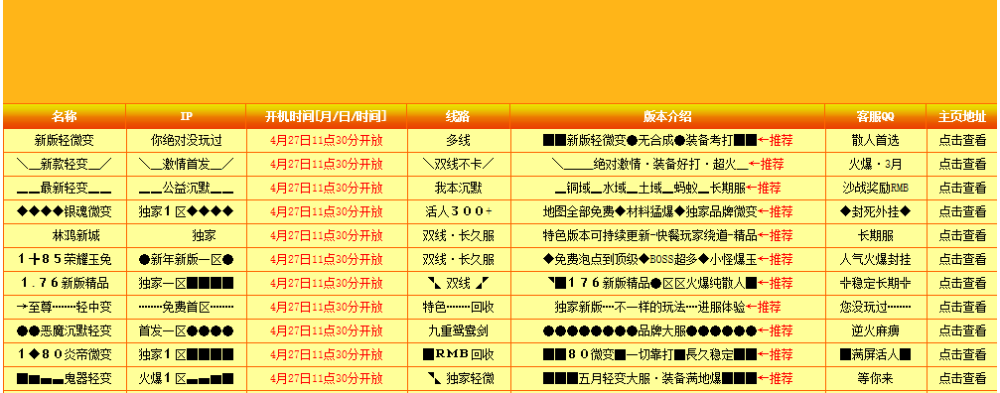 名称 IP 开机时间[月/日/时间] 线路 版本介绍 客服QQ 主页地址
新版轻微变 你绝对没玩过 4月27日11点30分开放 多线 ██新版轻微变●无合成●装备考打██←推荐 散人首选 点击查看
╲__新款轻变__╱ ╲__激情首发__╱ 4月27日11点30分开放 ╲双线不卡╱ ╲____绝对激情·装备好打·超火__←推荐 火爆·3月 点击查看
▁▁最新轻变▁▁ ▁▁公益沉默▁▁ 4月27日11点30分开放 我本沉默 ▁铜域▁水域▁土域▁蚂蚁▁长期服←推荐 沙战奖励RMB 点击查看
◆◆◆◆银魂微变 独家1区◆◆◆◆ 4月27日11点30分开放 活人300+ 地图全部免费◆材料猛爆◆独家品牌微变←推荐 ◆封死外挂◆ 点击查看
林鸿新城 独家 4月27日11点30分开放 双线·长久服 特色版本可持续更新-快餐玩家绕道-精品←推荐 长期服 点击查看
1╋85荣耀玉兔 ●新年新版一区● 4月27日11点30分开放 双线·长久服 ◆免费泡点到顶级◆BOSS超多◆小怪爆玉←推荐 人气火爆封挂 点击查看
1.76新版精品 独家一区████ 4月27日11点30分开放 ◥◣双线◢◤ ◥█176新版精品●区区火爆纯散人█←推荐 ╬稳定长期╬ 点击查看
→至尊┈┈轻中变 ┈┈免费首区┈┈ 4月27日11点30分开放 特色┈┈回收 独家新版┈不一样的玩法┈进服体验←推荐 您没玩过┈┈ 点击查看
●●恶魔沉默轻变 首发一区●●●● 4月27日11点30分开放 九重鸳鸯剑 ●●●●●●●●品牌大服●●●●●●←推荐 逆火麻痹 点击查看
1◆80炎帝微变 独家1区████ 4月27日11点30分开放 █RMB回收 ██80微变█一切靠打█長久稳定██←推荐 █满屏活人█ 点击查看
■■▄▄鬼器轻变 火爆1区▄▄■■ 4月27日11点30分开放 ◥◣独家轻微 ███五月轻变大服·装备满地爆███←推荐 等你来 点击查看